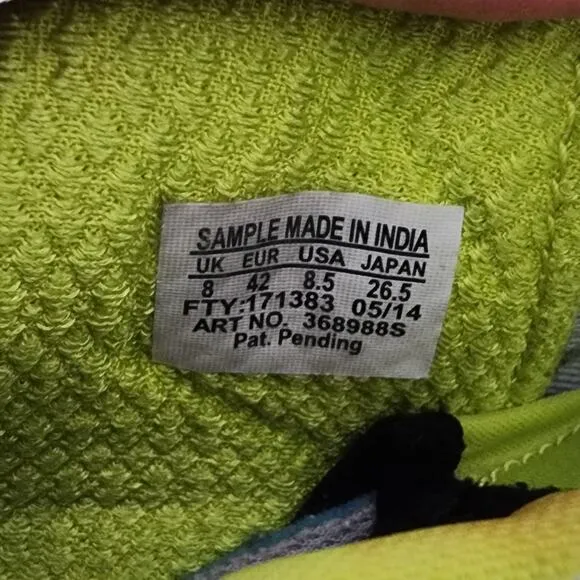 SAMPLE MADE IN INDIA
UK EUR USA JAPAN
8 42 8.5 26.5
FTY:171383 05/14
ART NO. 368988S
Pat. Pending